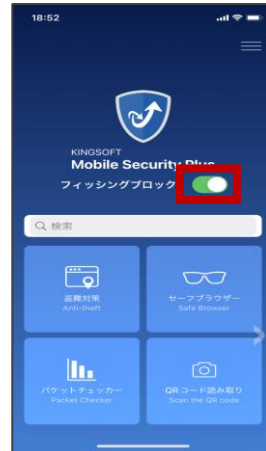 18:52
KINGSOFT
Mobile Security Plus
フィッシングブロック
検索
盗難対策
Anti-theft
セーフブラウザー
Safe Browser
パケットチェッカー
Packet Checker
QRコード読み取り
Scan the QR code